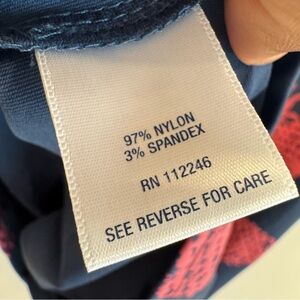 97% NYLON
3% SPANDEX
RN 112246
SEE REVERSE FOR CARE